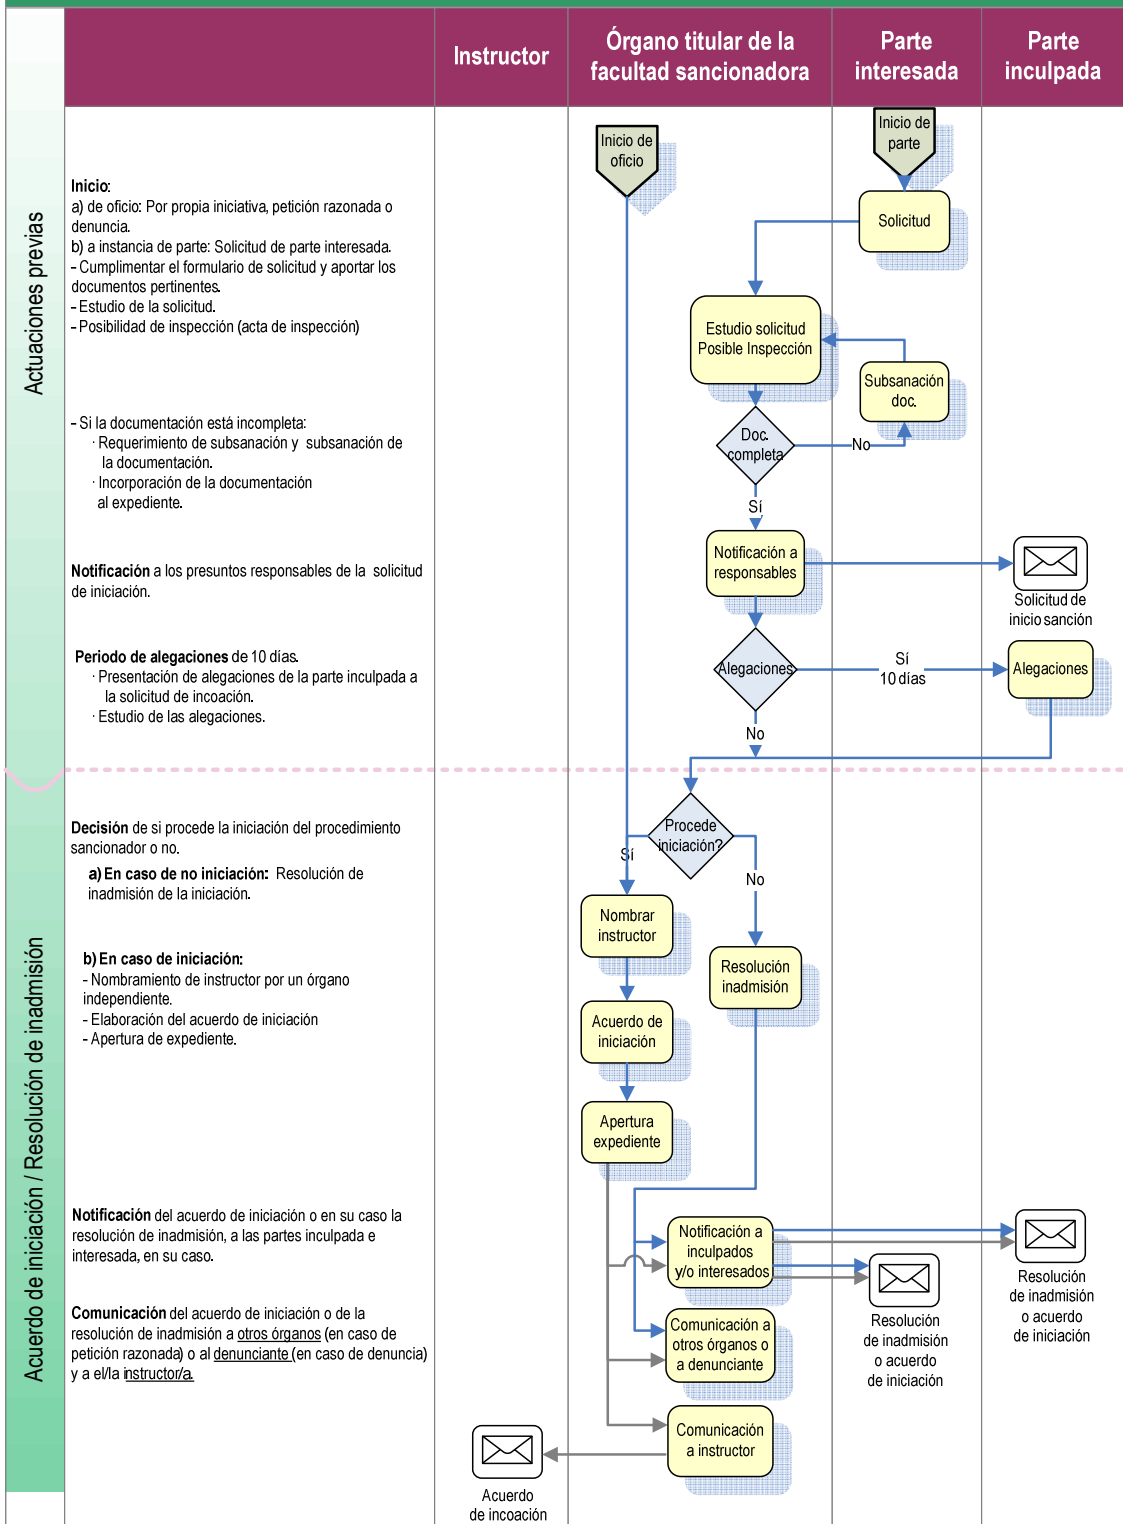 Instructor
Órgano titular de la
facultad sancionadora
Parte
interesada
Parte
inculpada
Actuaciones previas
Inicio:
a) de oficio: Por propia iniciativa, petición razonada o
denuncia.
b) a instancia de parte: Solicitud de parte interesada.
- Cumplimentar el formulario de solicitud y aportar los
documentos pertinentes.
- Estudio de la solicitud.
- Posibilidad de inspección (acta de inspección)
- Si la documentación está incompleta:
· Requerimiento de subsanación y subsanación de
la documentación.
· Incorporación de la documentación
al expediente.
Notificación a los presuntos responsables de la solicitud
de iniciación.
Periodo de alegaciones de 10 días.
· Presentación de alegaciones de la parte inculpada a
la solicitud de incoación.
· Estudio de las alegaciones.
Inicio de
oficio
Inicio de
parte
Solicitud
Estudio solicitud
Posible Inspección
Subsanación
doc.
Doc.
completa
No
Sí
Notificación a
responsables
Solicitud de
inicio sanción
Alegaciones
Sí
10 días
Alegaciones
No
Acuerdo de iniciación / Resolución de inadmisión
Decisión de si procede la iniciación del procedimiento
sancionador o no.
a) En caso de no iniciación: Resolución de
inadmisión de la iniciación.
b) En caso de iniciación:
- Nombramiento de instructor por un órgano
independiente.
- Elaboración del acuerdo de iniciación
- Apertura de expediente.
Notificación del acuerdo de iniciación o en su caso la
resolución de inadmisión, a las partes inculpada e
interesada, en su caso.
Comunicación del acuerdo de iniciación o de la
resolución de inadmisión a otros órganos (en caso de
petición razonada) o al denunciante (en caso de denuncia)
y a el/la instructor/a.
Procede
iniciación?
Sí
No
Nombrar
instructor
Resolución
inadmisión
Acuerdo de
iniciación
Apertura
expediente
Notificación a
inculpados
y/o interesados
Resolución
de inadmisión
o acuerdo
de iniciación
Resolución
de inadmisión
o acuerdo
de iniciación
Comunicación a
otros órganos o
a denunciante
Comunicación
a instructor
Acuerdo
de incoación